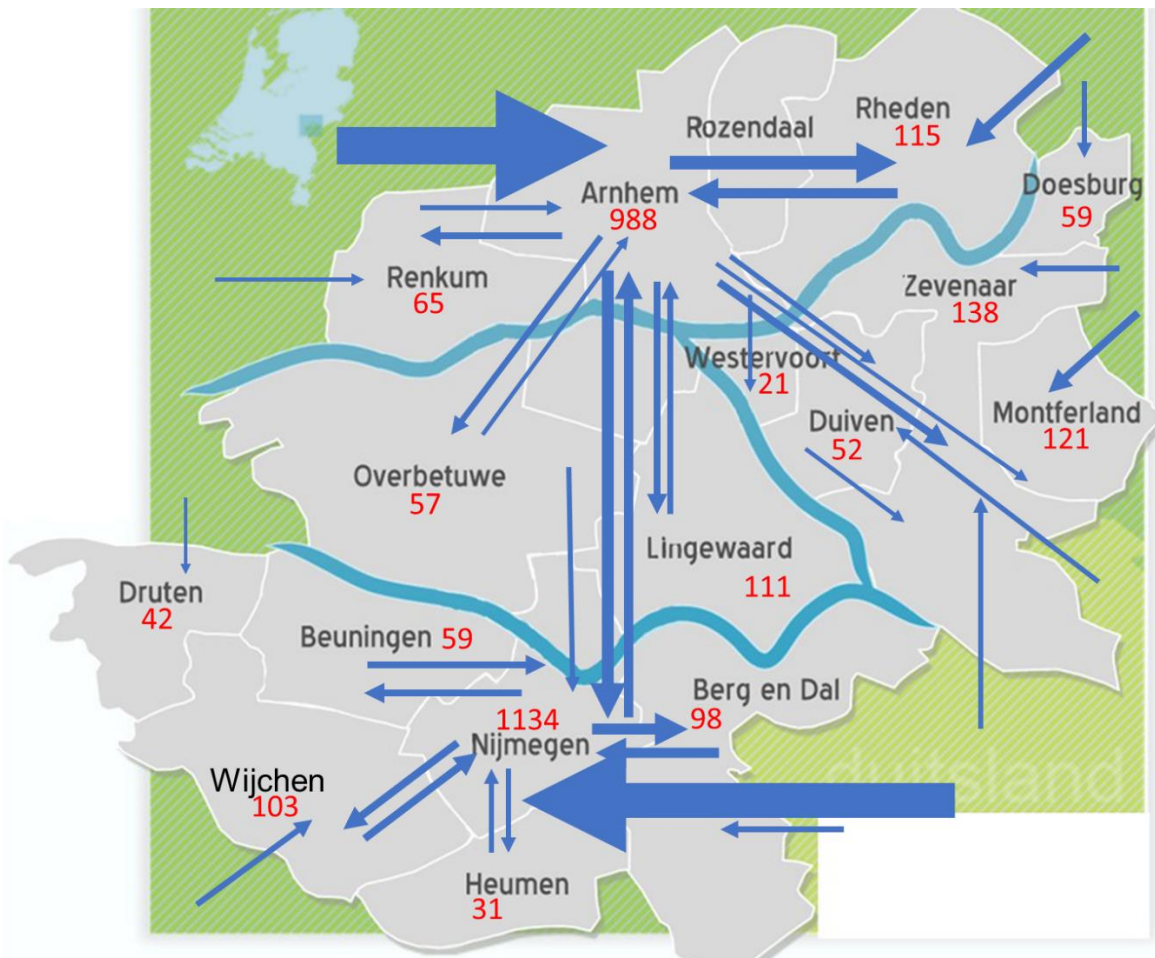 Rheden
115
Rozendaal
Doesburg
59
Arnhem
988
Renkum
65
Zevenaar
138
Westervoort
21
Montferland
121
Duiven
52
Overbetuwe
57
Lingewaard
111
Druten
42
Beuningen 59
Berg en Dal
98
1134
Nijmegen
duitsland
Wijchen
103
Heumen
31